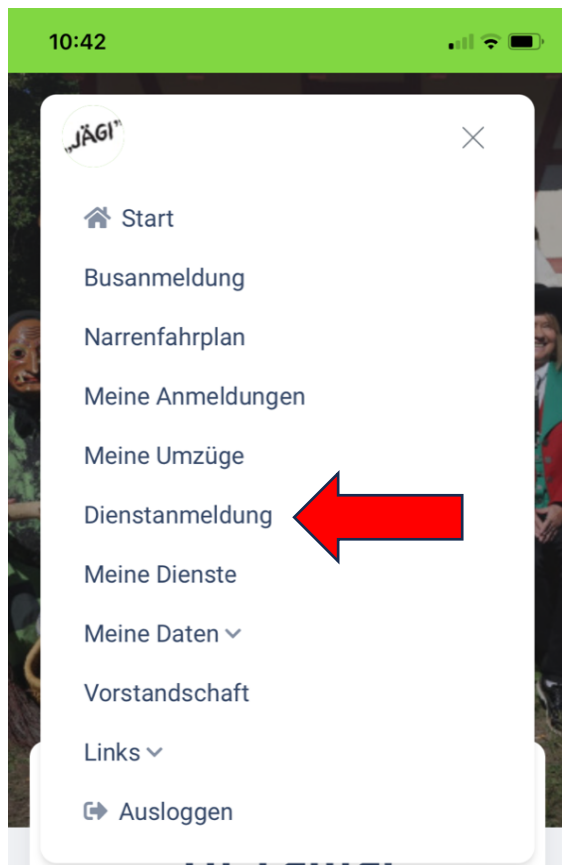 10:42
„JÄGI"
Start
Busanmeldung
Narrenfahrplan
Meine Anmeldungen
Meine Umzüge
Dienstanmeldung
Meine Dienste
Meine Daten
Vorstandschaft
Links
Ausloggen